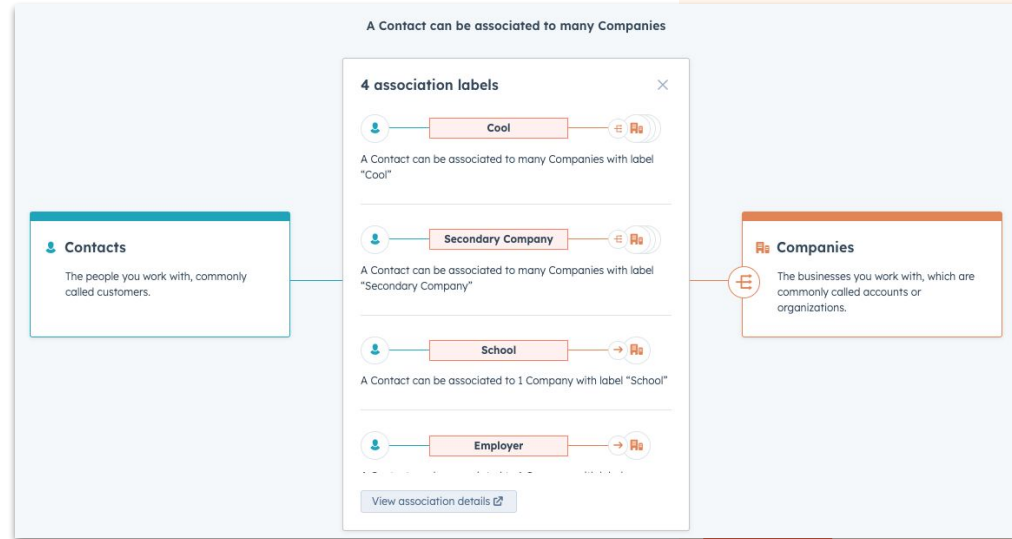 A Contact can be associated to many Companies
4 association labels
Cool
A Contact can be associated to many Companies with label
“Cool”
Secondary Company
A Contact can be associated to many Companies with label
“Secondary Company”
School
A Contact can be associated to 1 Company with label “School”
Employer
View association details
Contacts
The people you work with, commonly
called customers.
Companies
The businesses you work with, which are
commonly called accounts or
organizations.